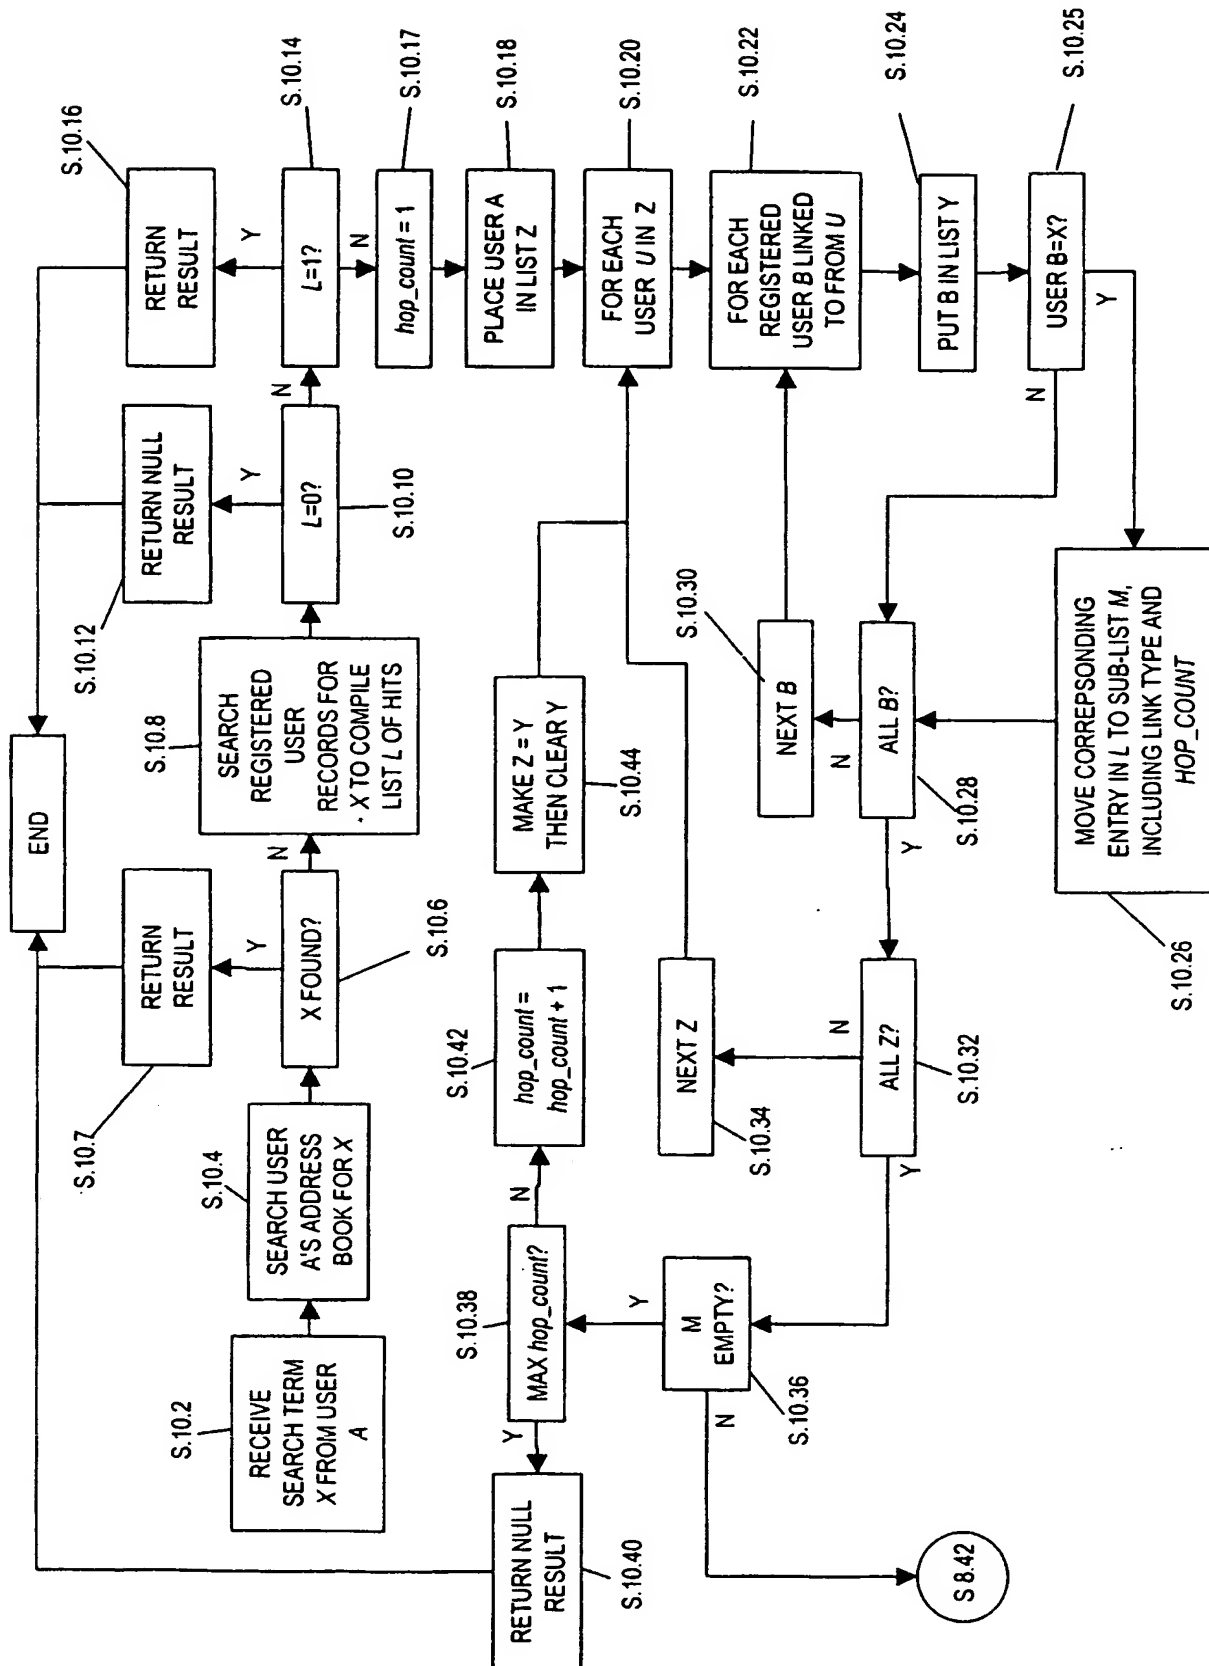 END
S.10.2
RECEIVE
SEARCH TERM
X FROM USER
A
S.10.4
SEARCH USER
A'S ADDRESS
BOOK FOR X
S.10.7
RETURN
RESULT
Y
X FOUND?
S.10.6
N
S.10.8
SEARCH
REGISTERED
USER
RECORDS FOR
X TO COMPILE
LIST L OF HITS
S.10.12
RETURN NULL
RESULT
Y
L=0?
S.10.10
N
S.10.16
RETURN
RESULT
Y
L=1?
S.10.14
N
hop_count = 1
S.10.17
PLACE USER A
IN LIST Z
S.10.18
FOR EACH
USER U IN Z
S.10.20
FOR EACH
REGISTERED
USER B LINKED
TO FROM U
S.10.22
PUT B IN LIST Y
S.10.24
USER B=X?
S.10.25
N
Y
MOVE CORREPSONDING
ENTRY IN L TO SUB-LIST M,
INCLUDING LINK TYPE AND
HOP_COUNT
S.10.26
ALL B?
S.10.28
N
NEXT B
S.10.30
Y
ALL Z?
S.10.32
N
NEXT Z
S.10.34
Y
M
EMPTY?
S.10.36
N
S 8.42
Y
MAX hop_count?
S.10.38
Y
RETURN NULL
RESULT
S.10.40
N
hop_count =
hop_count + 1
S.10.42
MAKE Z = Y
THEN CLEAR Y
S.10.44